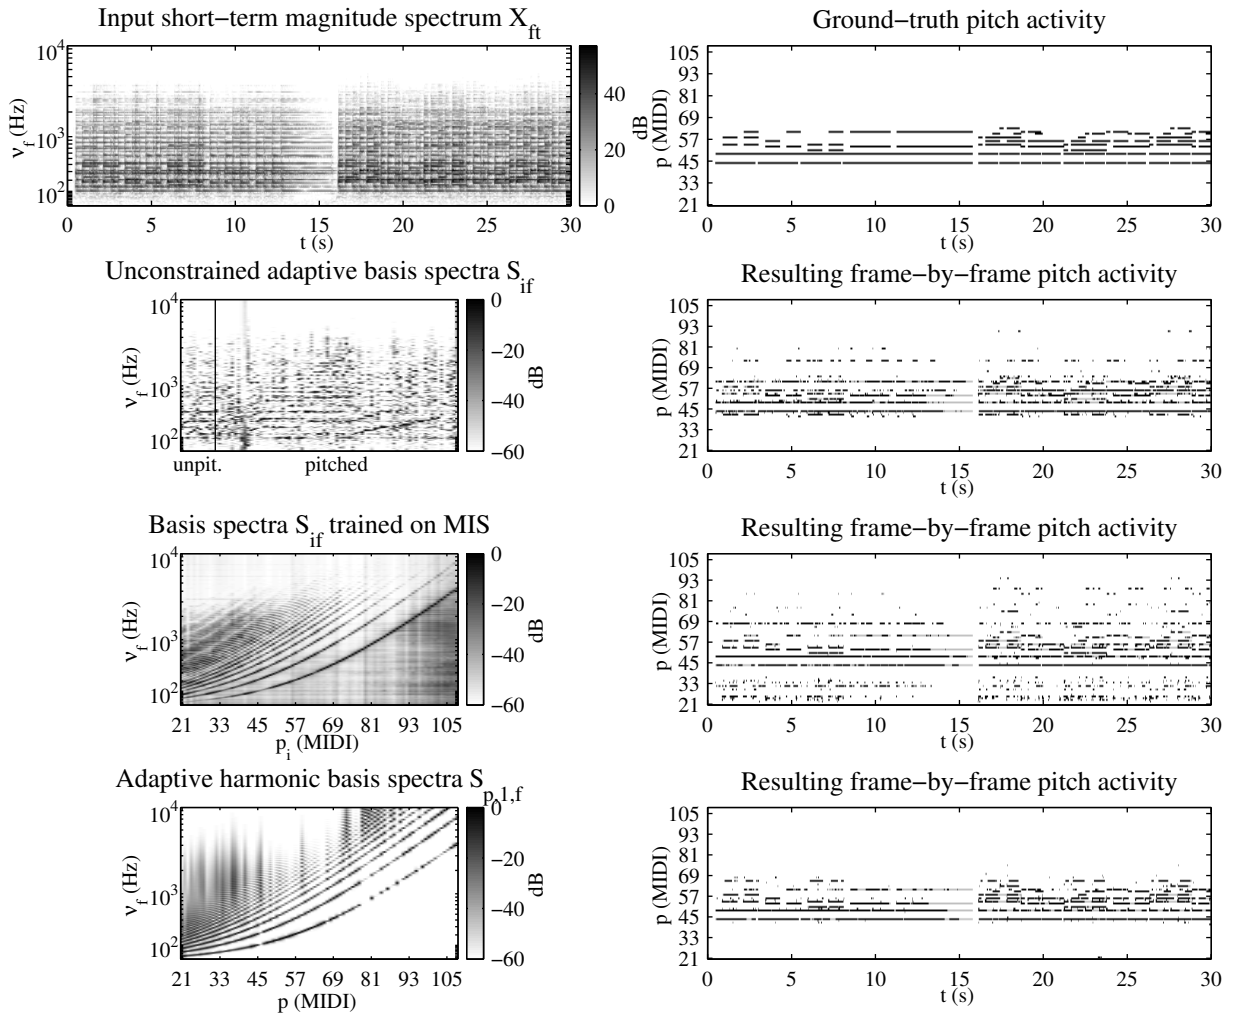 Input short−term magnitude spectrum X_ft
10^4
10^3
10^2
ν_f (Hz)
0 5 10 15 20 25 30
t (s)
40
20
0
dB
Ground−truth pitch activity
105
93
81
69
57
45
33
21
p (MIDI)
0 5 10 15 20 25 30
t (s)
Unconstrained adaptive basis spectra S_if
10^4
10^3
10^2
ν_f (Hz)
unpit. pitched
0
−20
−40
−60
dB
Resulting frame−by−frame pitch activity
105
93
81
69
57
45
33
21
p (MIDI)
0 5 10 15 20 25 30
t (s)
Basis spectra S_if trained on MIS
10^4
10^3
10^2
ν_f (Hz)
21 33 45 57 69 81 93 105
p_i (MIDI)
0
−20
−40
−60
dB
Resulting frame−by−frame pitch activity
105
93
81
69
57
45
33
21
p (MIDI)
0 5 10 15 20 25 30
t (s)
Adaptive harmonic basis spectra S_p,1,f
10^4
10^3
10^2
ν_f (Hz)
21 33 45 57 69 81 93 105
p (MIDI)
0
−20
−40
−60
dB
Resulting frame−by−frame pitch activity
105
93
81
69
57
45
33
21
p (MIDI)
0 5 10 15 20 25 30
t (s)